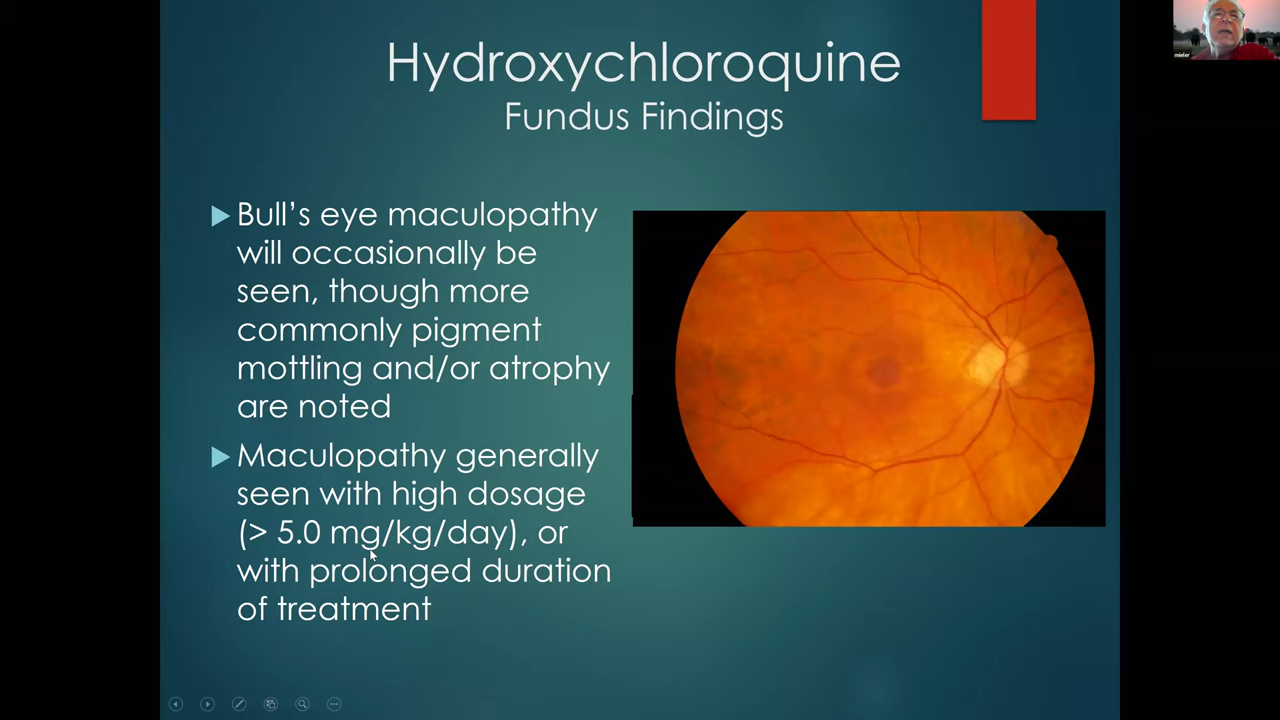 Hydroxychloroquine
Fundus Findings
Bull's eye maculopathy
will occasionally be
seen, though more
commonly pigment
mottling and/or atrophy
are noted
Maculopathy generally
seen with high dosage
(> 5.0 mg/kg/day), or
with prolonged duration
of treatment
mieler